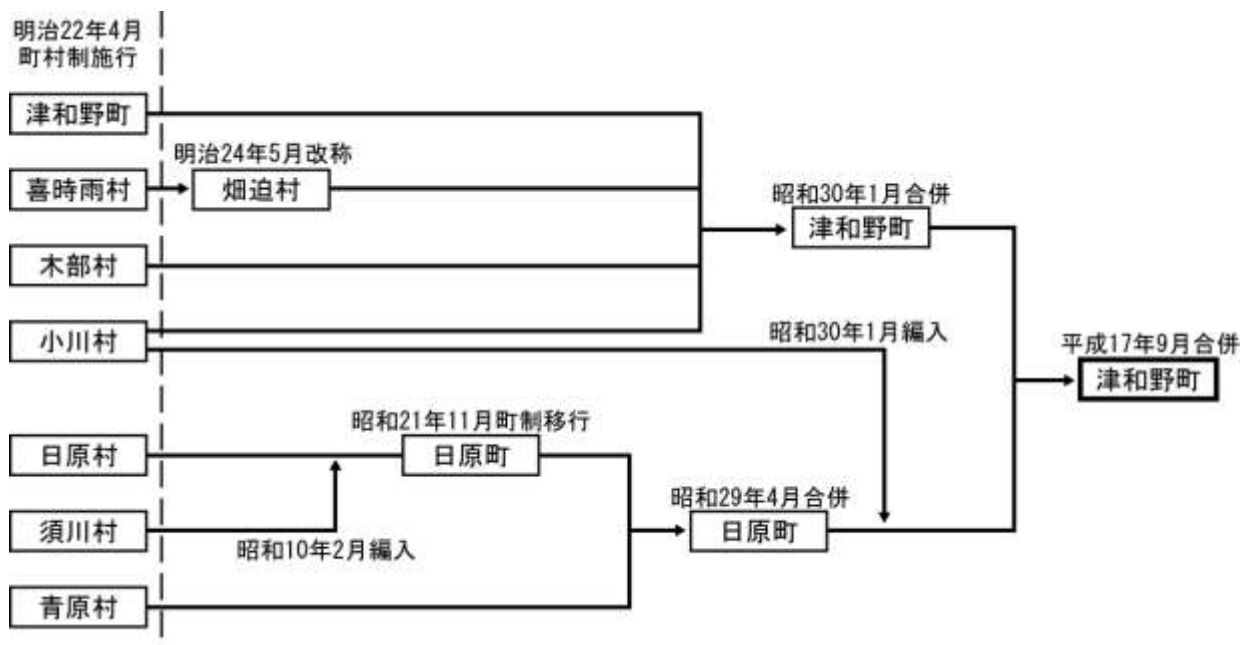 明治22年4月
町村制施行
津和野町
明治24年5月改称
喜時雨村
畑迫村
昭和30年1月合併
津和野町
木部村
小川村
昭和30年1月編入
平成17年9月合併
津和野町
昭和21年11月町制移行
日原村
日原町
昭和29年4月合併
日原町
須川村
昭和10年2月編入
青原村